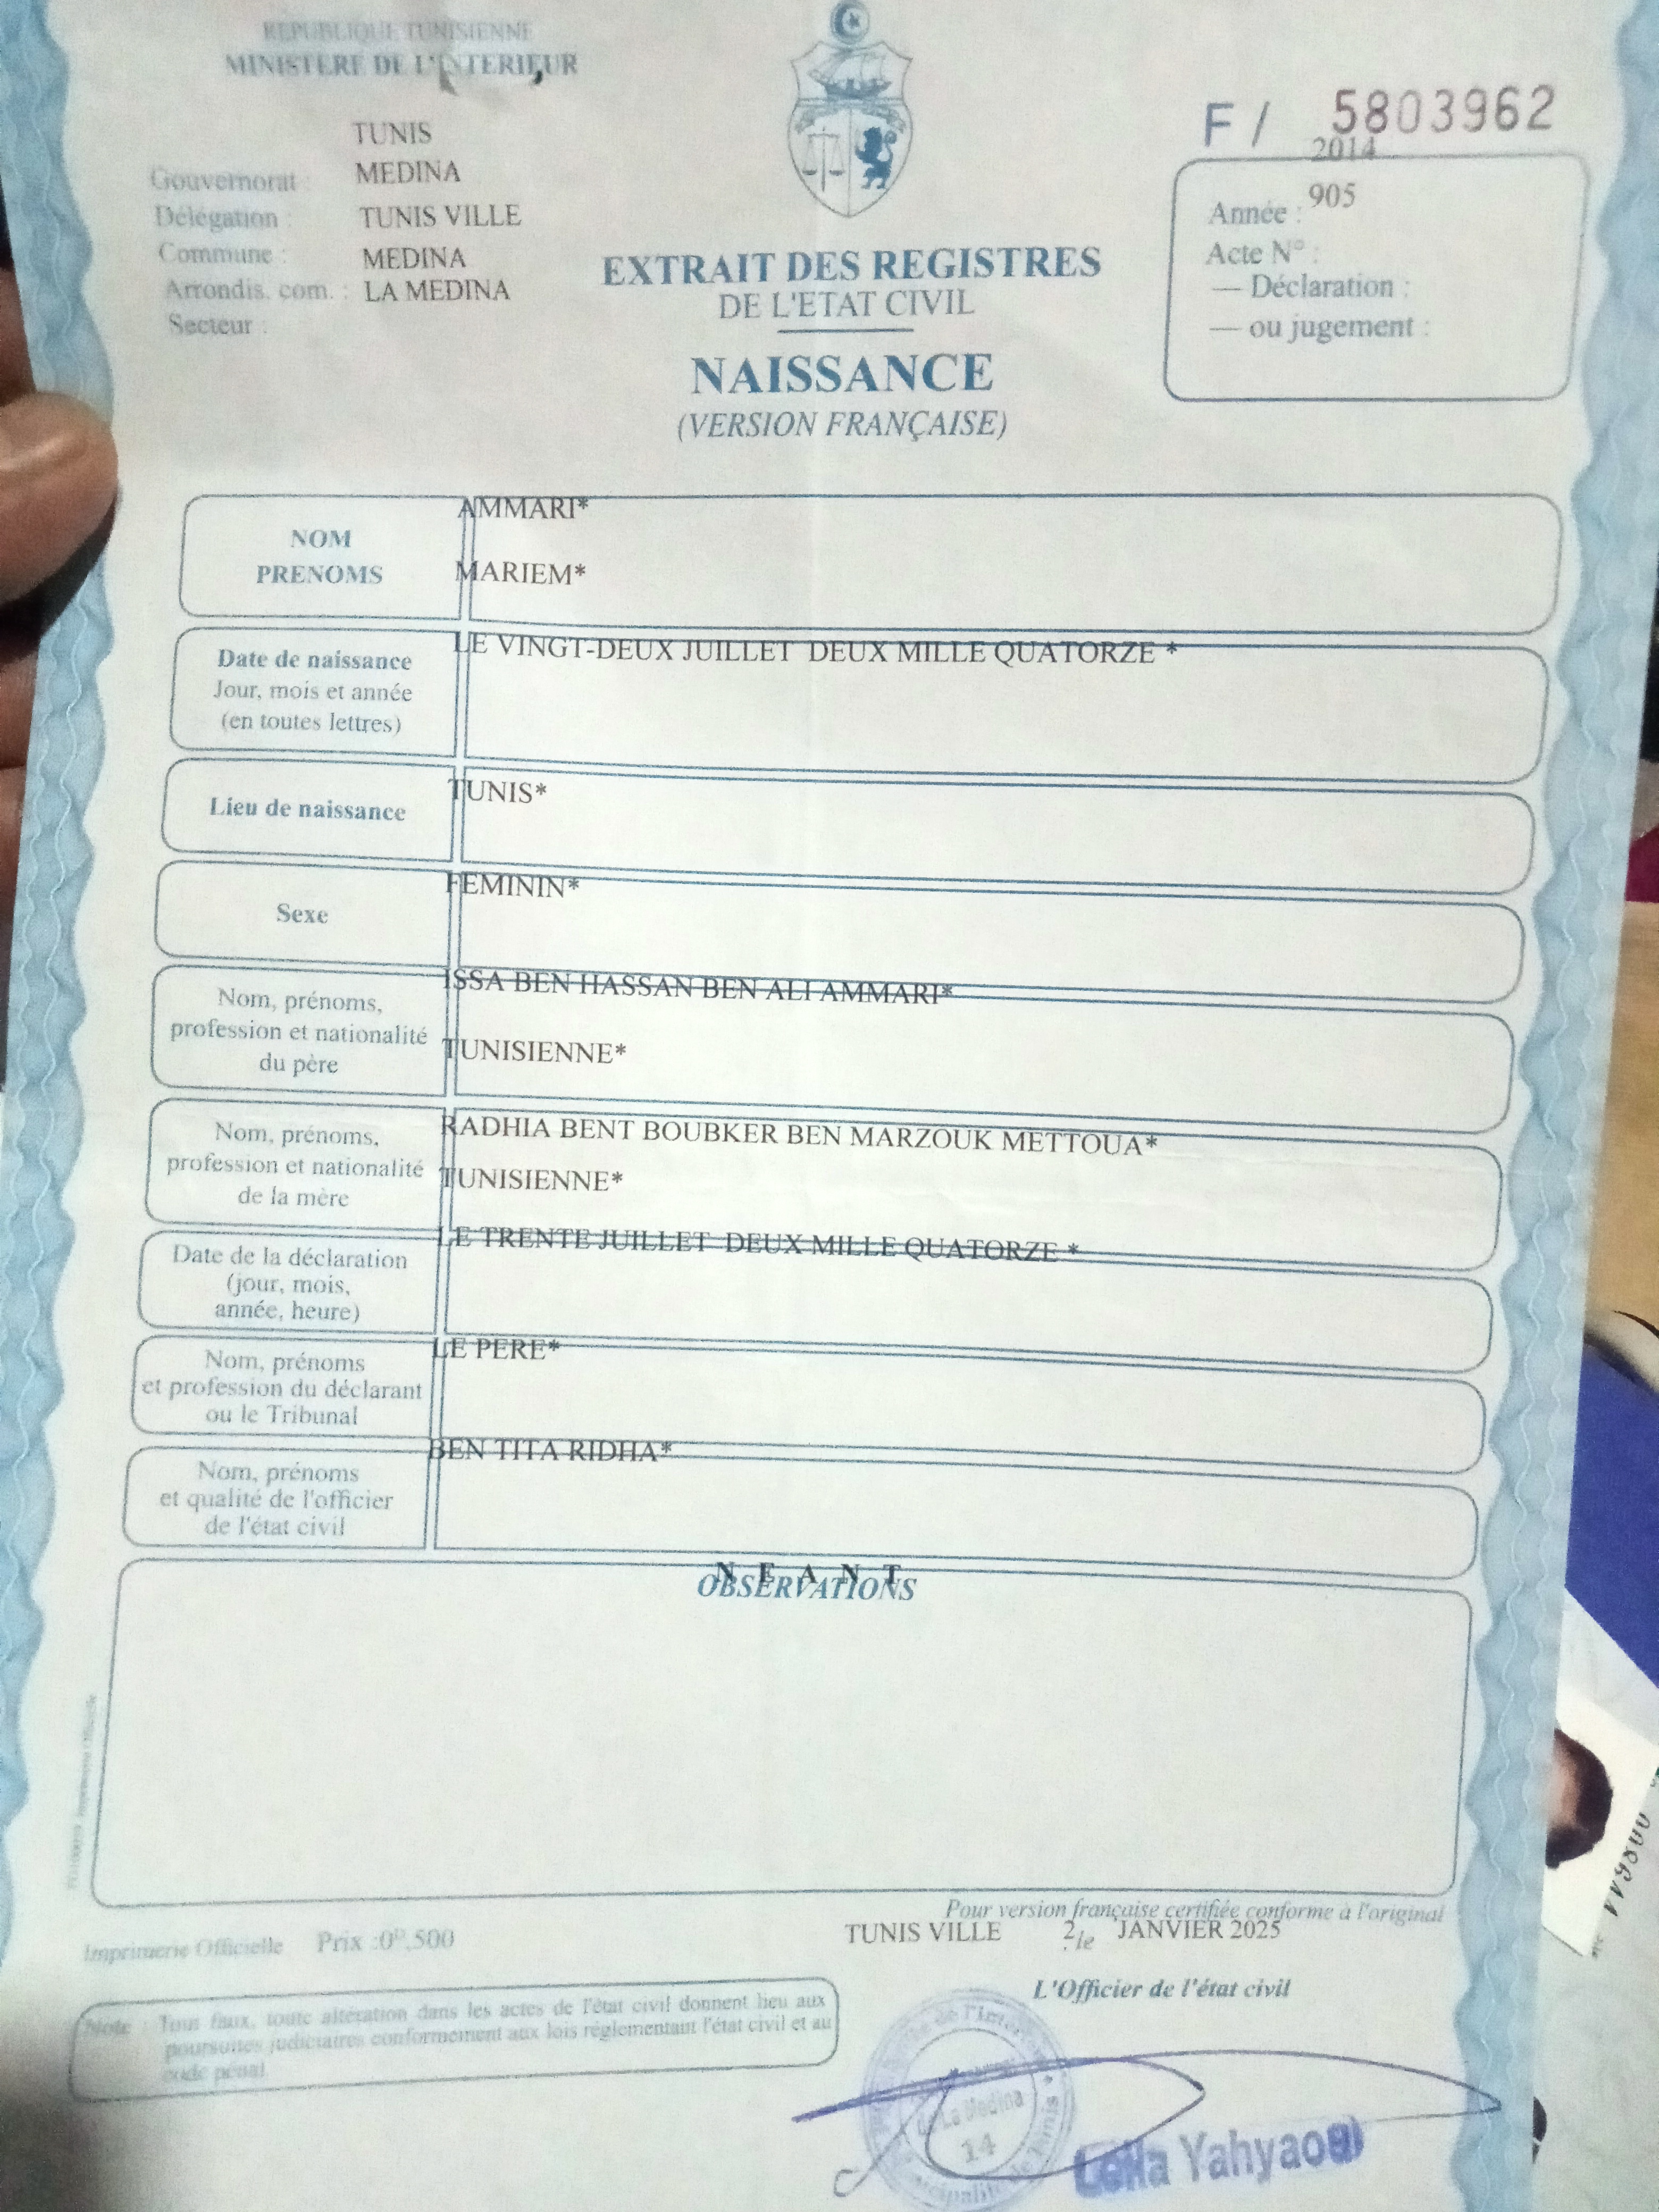 REPUBLIQUE TUNISIENNE
MINISTERE DE L'INTERIEUR
F / 5803962
TUNIS
2014
Gouvernorat : MEDINA
Année : 905
Délégation : TUNIS VILLE
Acte N° :
Commune : MEDINA
— Déclaration :
Arrondis. com. : LA MEDINA
— ou jugement :
Secteur :
EXTRAIT DES REGISTRES
DE L'ETAT CIVIL
NAISSANCE
(VERSION FRANÇAISE)
NOM AMMARI*
PRENOMS MARIEM*
Date de naissance LE VINGT-DEUX JUILLET DEUX MILLE QUATORZE *
Jour, mois et année
(en toutes lettres)
Lieu de naissance TUNIS*
Sexe FEMININ*
Nom, prénoms, ISSA BEN HASSAN BEN ALI AMMARI*
profession et nationalité TUNISIENNE*
du père
Nom, prénoms, RADHIA BENT BOUBKER BEN MARZOUK METTOUA*
profession et nationalité TUNISIENNE*
de la mère
Date de la déclaration LE TRENTE JUILLET DEUX MILLE QUATORZE *
(jour, mois,
année, heure)
Nom, prénoms LE PERE*
et profession du déclarant
ou le Tribunal
Nom, prénoms BEN TITA RIDHA*
et qualité de l'officier
de l'état civil
N E A N T
OBSERVATIONS
Pour version française certifiée conforme à l'original
TUNIS VILLE 2 le JANVIER 2025
Imprimerie Officielle Prix :0D,500
L'Officier de l'état civil
Note : Tous faux, toute altération dans les actes de l'état civil donnent lieu aux
poursuites judiciaires conformement aux lois réglementant l'état civil et au
code pénal.
La Medina
14
Yahyaoui